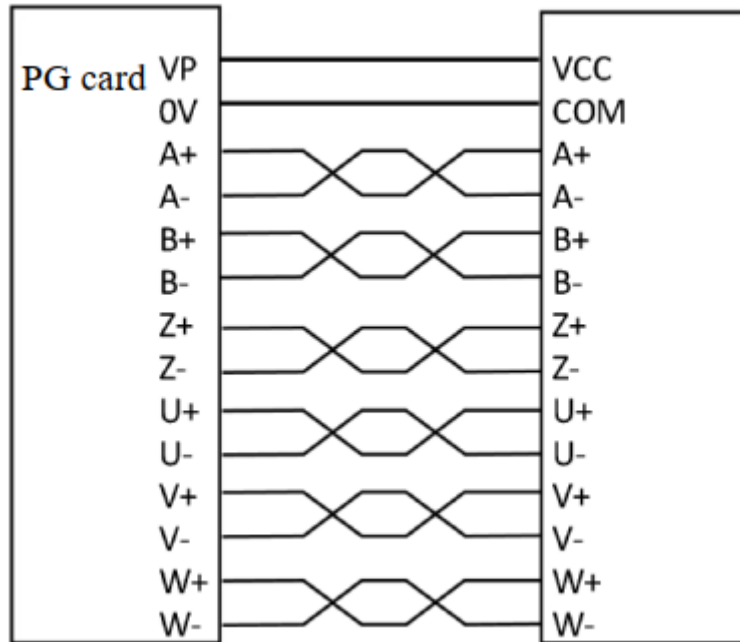 PG card
VP VCC
0V COM
A+ A+
A- A-
B+ B+
B- B-
Z+ Z+
Z- Z-
U+ U+
U- U-
V+ V+
V- V-
W+ W+
W- W-